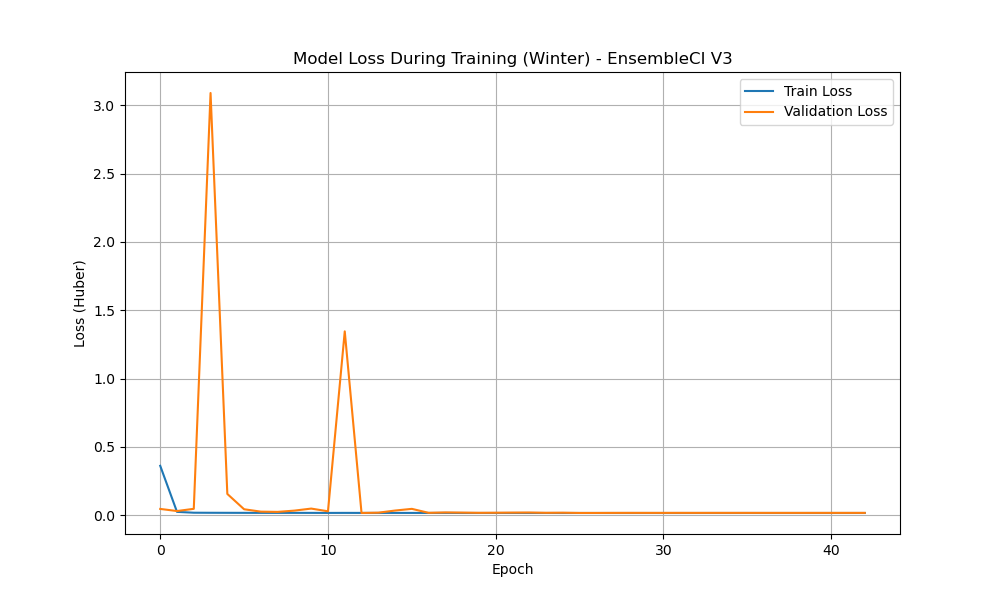 Model Loss During Training (Winter) - EnsembleCI V3
Train Loss
Validation Loss
Loss (Huber)
3.0
2.5
2.0
1.5
1.0
0.5
0.0
0 10 20 30 40
Epoch